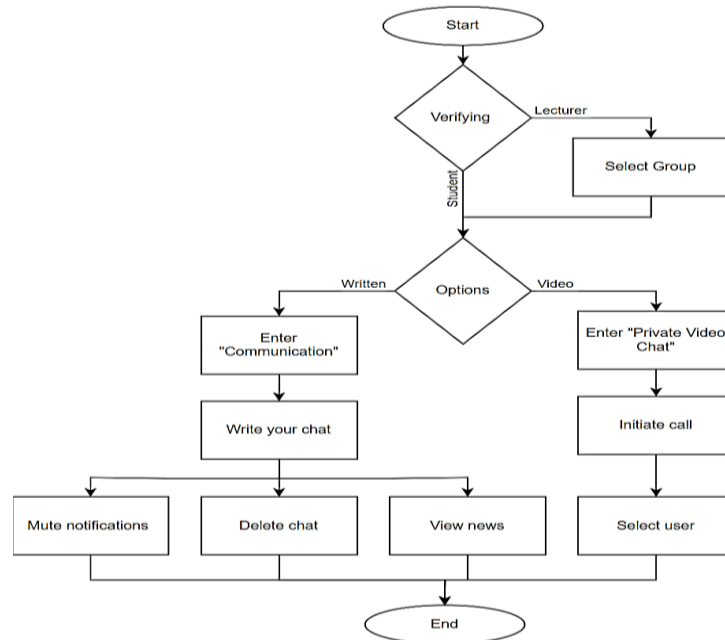 Start
Verifying
Lecturer
Select Group
Student
Options
Written
Video
Enter
"Communication"
Enter "Private Video
Chat"
Write your chat
Initiate call
Mute notifications
Delete chat
View news
Select user
End